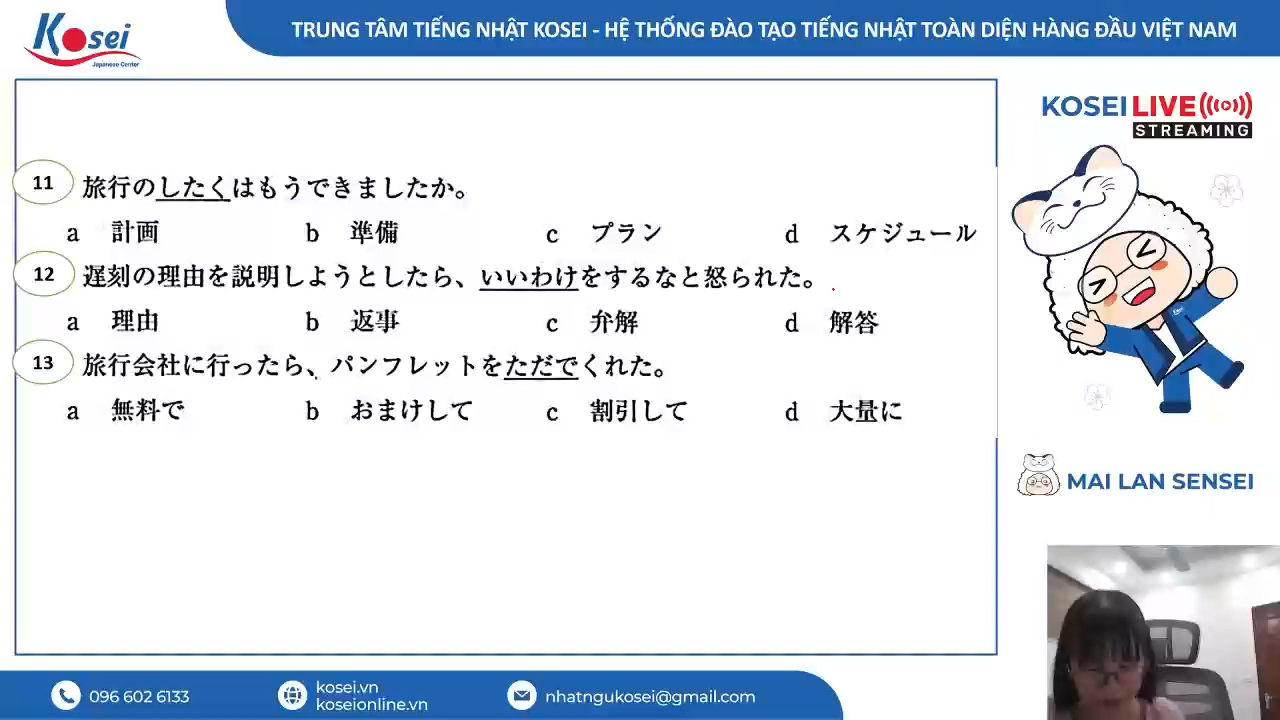 Kosei
Japanese Center
TRUNG TÂM TIẾNG NHẬT KOSEI - HỆ THỐNG ĐÀO TẠO TIẾNG NHẬT TOÀN DIỆN HÀNG ĐẦU VIỆT NAM
KOSEI LIVE
STREAMING
11 旅行のしたくはもうできましたか。
a 計画 b 準備 c プラン d スケジュール
12 遅刻の理由を説明しようとしたら、いいわけをするなと怒られた。
a 理由 b 返事 c 弁解 d 解答
13 旅行会社に行ったら、パンフレットをただでくれた。
a 無料で b おまけして c 割引して d 大量に
MAI LAN SENSEI
096 602 6133
kosei.vn
koseionline.vn
nhatngukosei@gmail.com